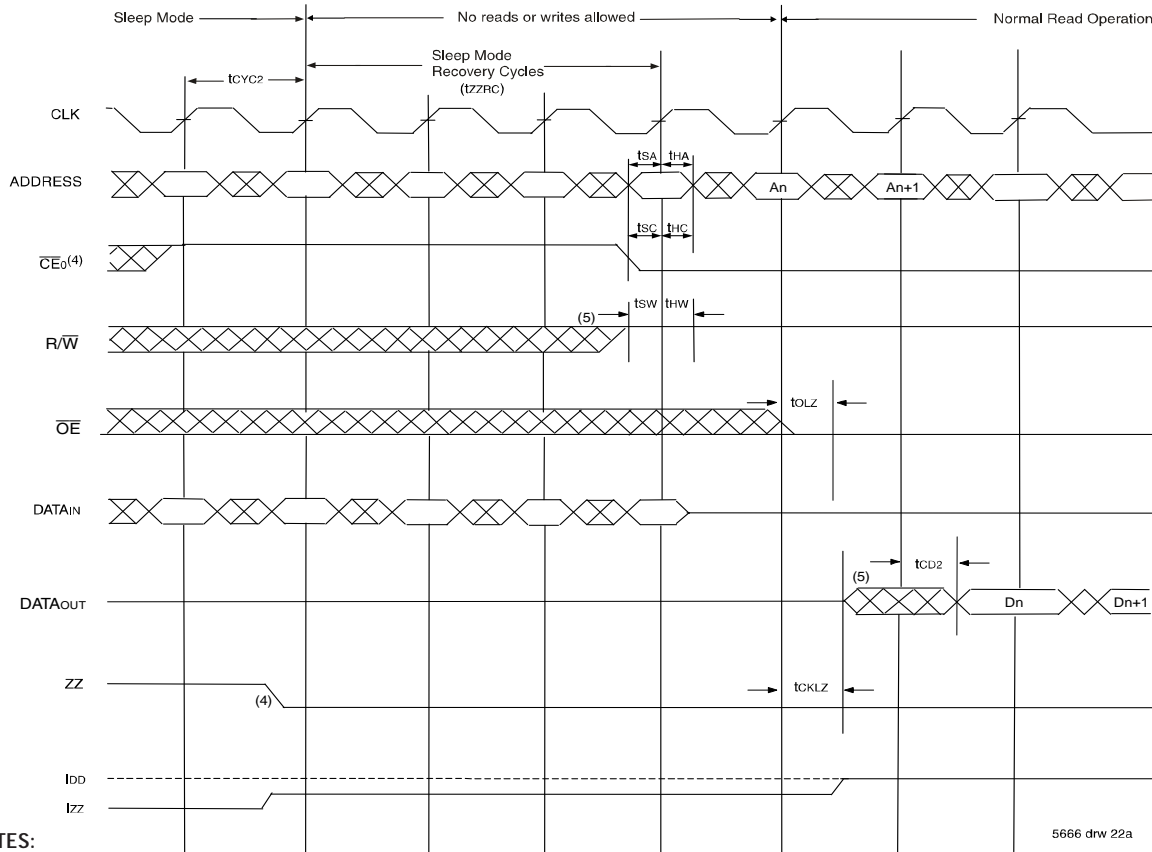 Sleep Mode
No reads or writes allowed
Normal Read Operation
Sleep Mode
Recovery Cycles
(tZZRC)
tCYC2
CLK
tSA
tHA
ADDRESS
An
An+1
tSC
tHC
CE0(4)
(5)
tSW
tHW
R/W
tOLZ
OE
DATAIN
(5)
tCD2
DATAOUT
Dn
Dn+1
ZZ
(4)
tCKLZ
IDD
IZZ
5666 drw 22a
TES: